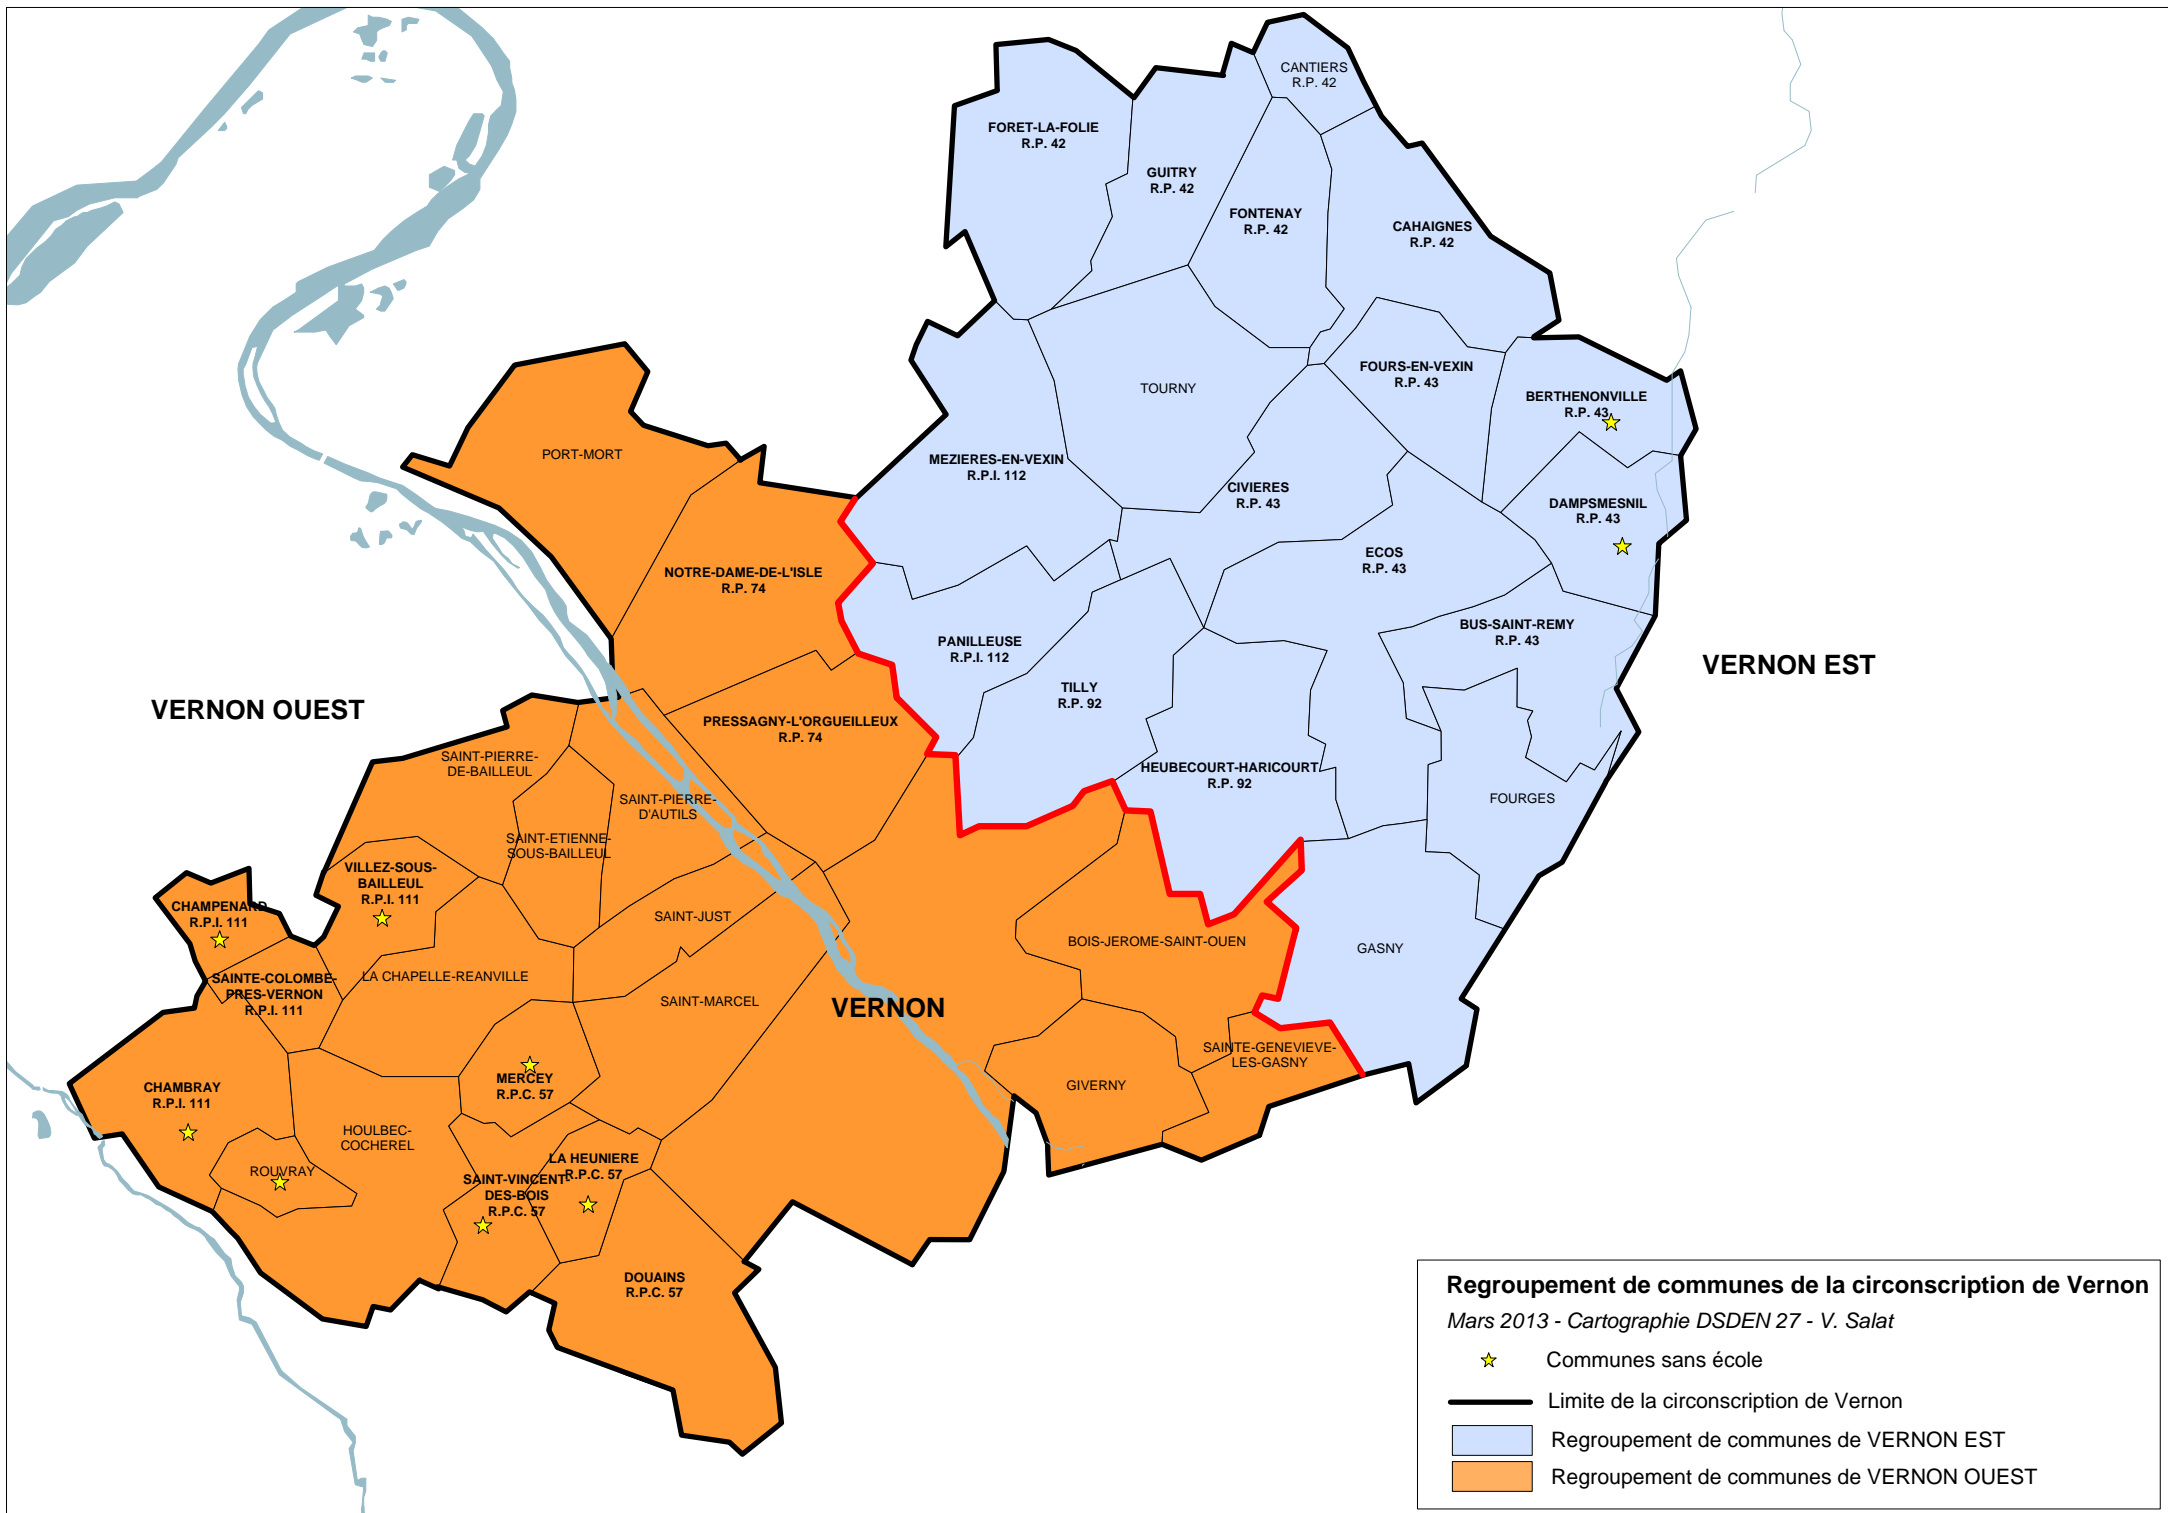 CANTIERS
R.P. 42
FORET-LA-FOLIE
R.P. 42
GUITRY
R.P. 42
FONTENAY
R.P. 42
CAHAIGNES
R.P. 42
TOURNY
FOURS-EN-VEXIN
R.P. 43
BERTHENONVILLE
R.P. 43
PORT-MORT
MEZIERES-EN-VEXIN
R.P.I. 112
CIVIERES
R.P. 43
DAMPSMESNIL
R.P. 43
ECOS
R.P. 43
NOTRE-DAME-DE-L'ISLE
R.P. 74
BUS-SAINT-REMY
R.P. 43
PANILLEUSE
R.P.I. 112
VERNON EST
TILLY
R.P. 92
VERNON OUEST
PRESSAGNY-L'ORGUEILLEUX
R.P. 74
SAINT-PIERRE-
DE-BAILLEUL
HEUBECOURT-HARICOURT
R.P. 92
FOURGES
SAINT-PIERRE-
D'AUTILS
SAINT-ETIENNE-
SOUS-BAILLEUL
VILLEZ-SOUS-
BAILLEUL
R.P.I. 111
CHAMPENARD
R.P.I. 111
SAINT-JUST
BOIS-JEROME-SAINT-OUEN
GASNY
LA CHAPELLE-REANVILLE
SAINTE-COLOMBE-
PRES-VERNON
R.P.I. 111
SAINT-MARCEL
VERNON
SAINTE-GENEVIEVE-
LES-GASNY
MERCEY
R.P.C. 57
GIVERNY
CHAMBRAY
R.P.I. 111
HOULBEC-
COCHEREL
LA HEUNIERE
R.P.C. 57
ROUVRAY
SAINT-VINCENT-
DES-BOIS
R.P.C. 57
DOUAINS
R.P.C. 57
Regroupement de communes de la circonscription de Vernon
Mars 2013 - Cartographie DSDEN 27 - V. Salat
Communes sans école
Limite de la circonscription de Vernon
Regroupement de communes de VERNON EST
Regroupement de communes de VERNON OUEST